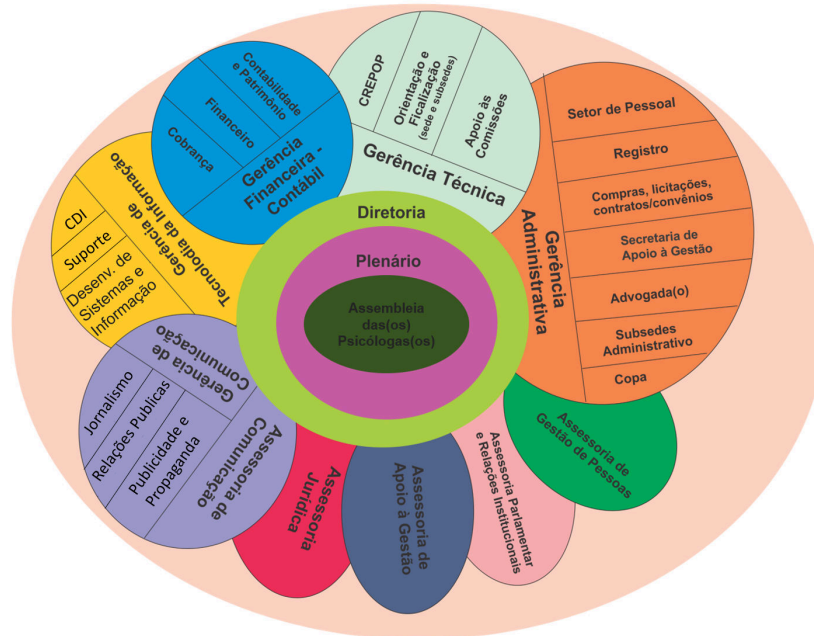 Contabilidade
e Patrimônio
Financeiro
Cobrança
Gerência
Financeira -
Contábil
CREPOP
Orientação e
Ficalização
(sede e subsedes)
Apoio às
Comissões
Gerência Técnica
Setor de Pessoal
Registro
Compras, licitações,
contratos/convênios
Secretaria de
Apoio à Gestão
Advogada(o)
Subsedes
Administrativo
Copa
Gerência
Administrativa
Gerência de
Tecnolodia da Informação
CDI
Suporte
Desenv. de
Sistemas e
Informação
Diretoria
Plenário
Assembleia
das(os)
Psicólogas(os)
Gerência de
Comunicação
Jornalismo
Relações Publicas
Publicidade e
Propaganda
Assessoria de
Comunicação
Assessoria
Jurídica
Assessoria de
Apoio à Gestão
Assessoria Parlamentar
e Relações Institucionais
Assessoria de
Gestão de Pessoas